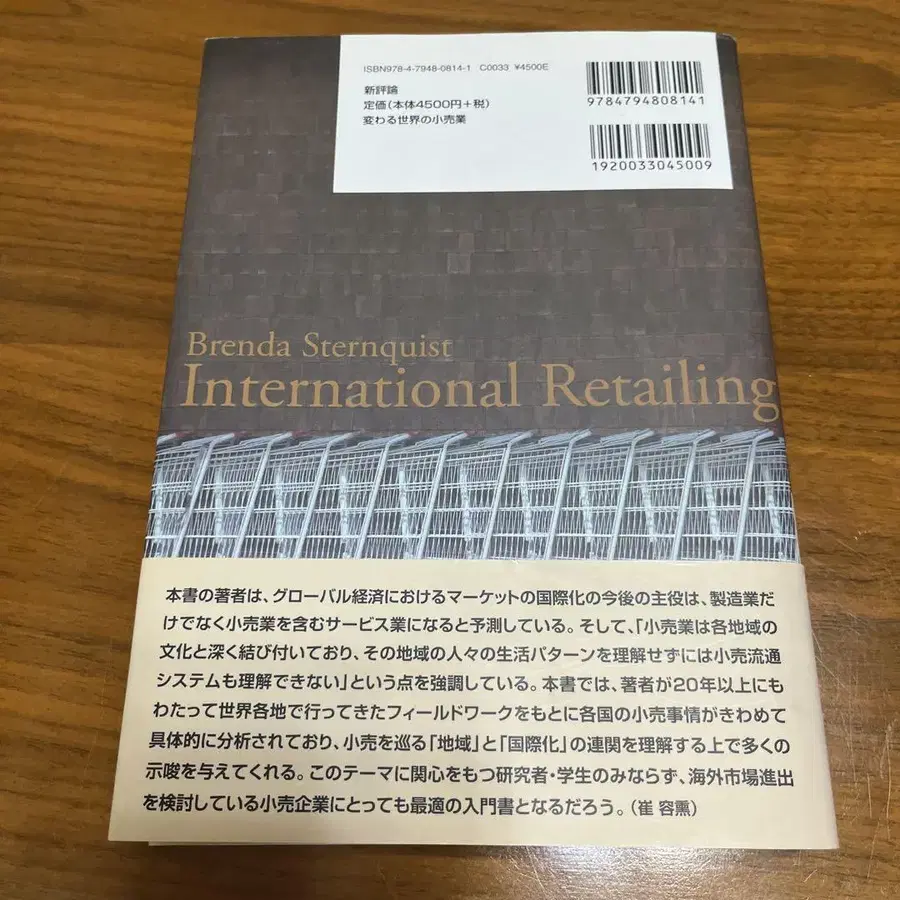 ISBN978-4-7948-0814-1 C0033 ¥4500E
新評論
定価(本体4500円+税)
変わる世界の小売業
9784794808141
1920033045009
Brenda Sternquist
International Retailing
本書の著者は、グローバル経済におけるマーケットの国際化の今後の主役は、製造業だ
けでなく小売業を含むサービス業になると予測している。そして、「小売業は各地域の
文化と深く結び付いており、その地域の人々の生活パターンを理解せずには小売流通
システムも理解できない」という点を強調している。本書では、著者が20年以上にも
わたって世界各地で行ってきたフィールドワークをもとに各国の小売事情がきわめて
具体的に分析されており、小売を巡る「地域」と「国際化」の連関を理解する上で多くの
示唆を与えてくれる。このテーマに関心をもつ研究者・学生のみならず、海外市場進出
を検討している小売企業にとっても最適の入門書となるだろう。(崔 容熏)